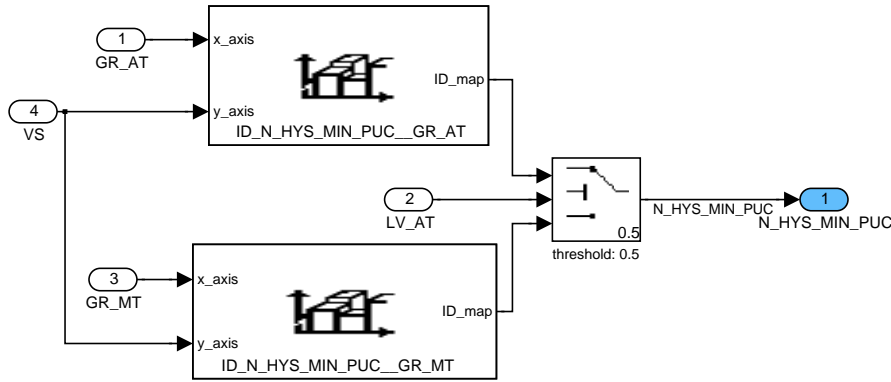 1
GR_AT
x_axis
ID_map
y_axis
ID_N_HYS_MIN_PUC__GR_AT
4
VS
2
LV_AT
0.5
threshold: 0.5
N_HYS_MIN_PUC
1
N_HYS_MIN_PUC
3
GR_MT
x_axis
ID_map
y_axis
ID_N_HYS_MIN_PUC__GR_MT